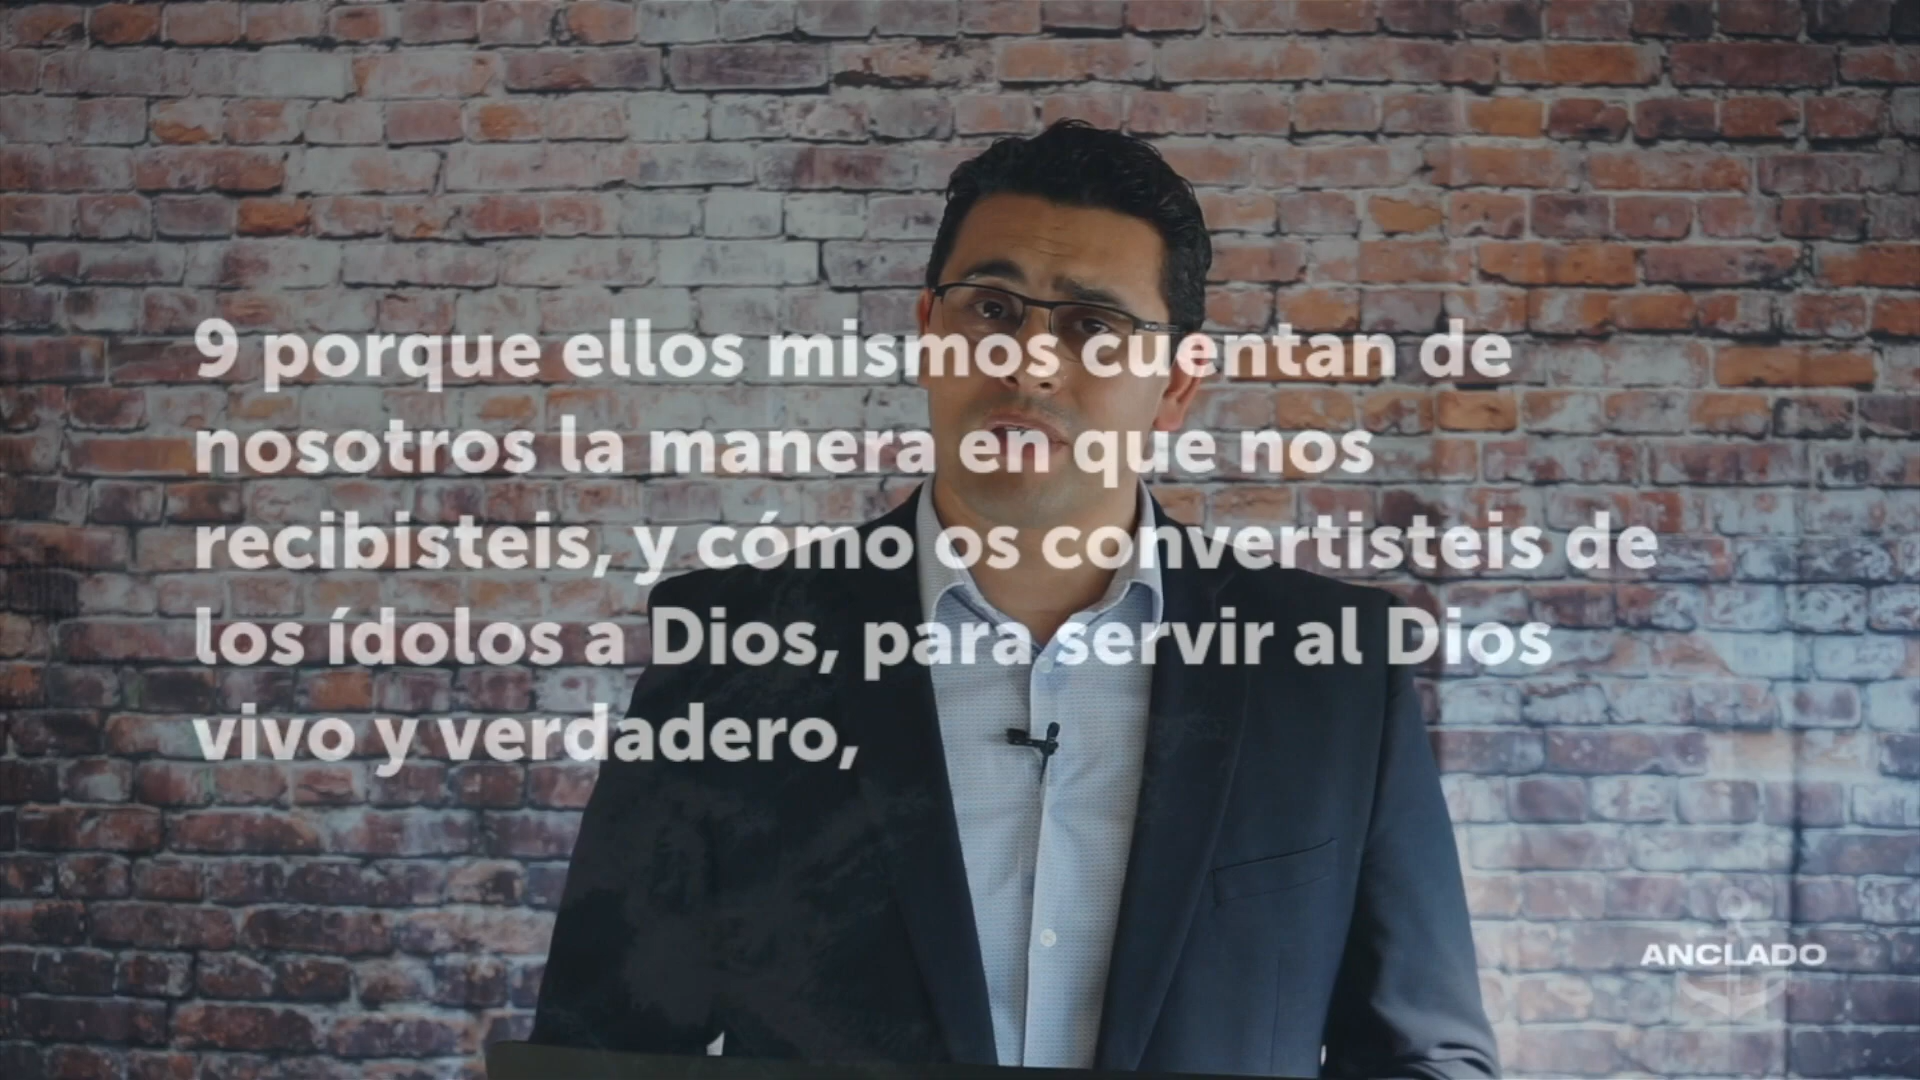 9 porque ellos mismos cuentan de
nosotros la manera en que nos
recibisteis, y cómo os convertisteis de
los ídolos a Dios, para servir al Dios
vivo y verdadero,
ANCLADO